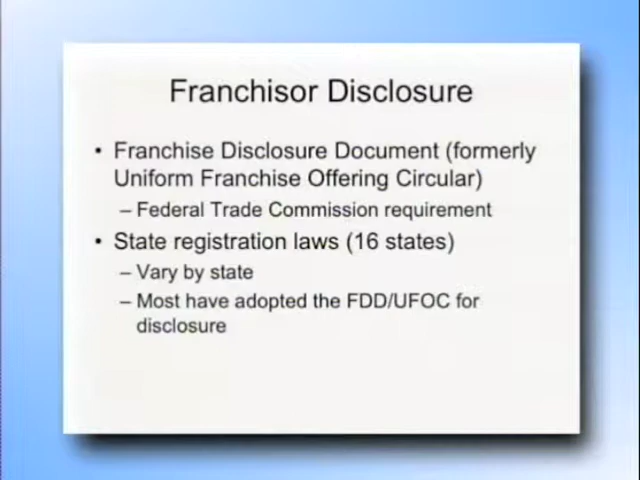 Franchisor Disclosure
• Franchise Disclosure Document (formerly
Uniform Franchise Offering Circular)
– Federal Trade Commission requirement
• State registration laws (16 states)
– Vary by state
– Most have adopted the FDD/UFOC for
disclosure